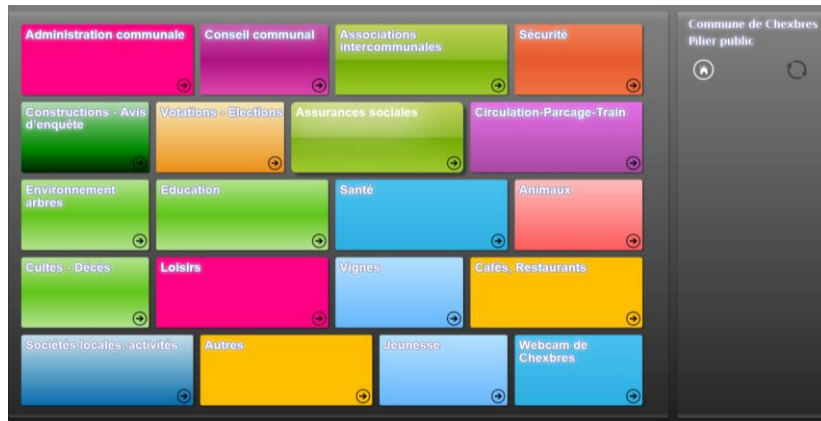 Administration communale
Conseil communal
Associations
intercommunales
Sécurité
Constructions - Avis
d'enquête
Votations - Elections
Assurances sociales
Circulation-Parcage-Train
Environnement
arbres
Education
Santé
Animaux
Cultes - Décès
Loisirs
Vignes
Cafés, Restaurants
Sociétés locales, activités
Autres
Jeunesse
Webcam de
Chexbres
Commune de Chexbres
Pilier public